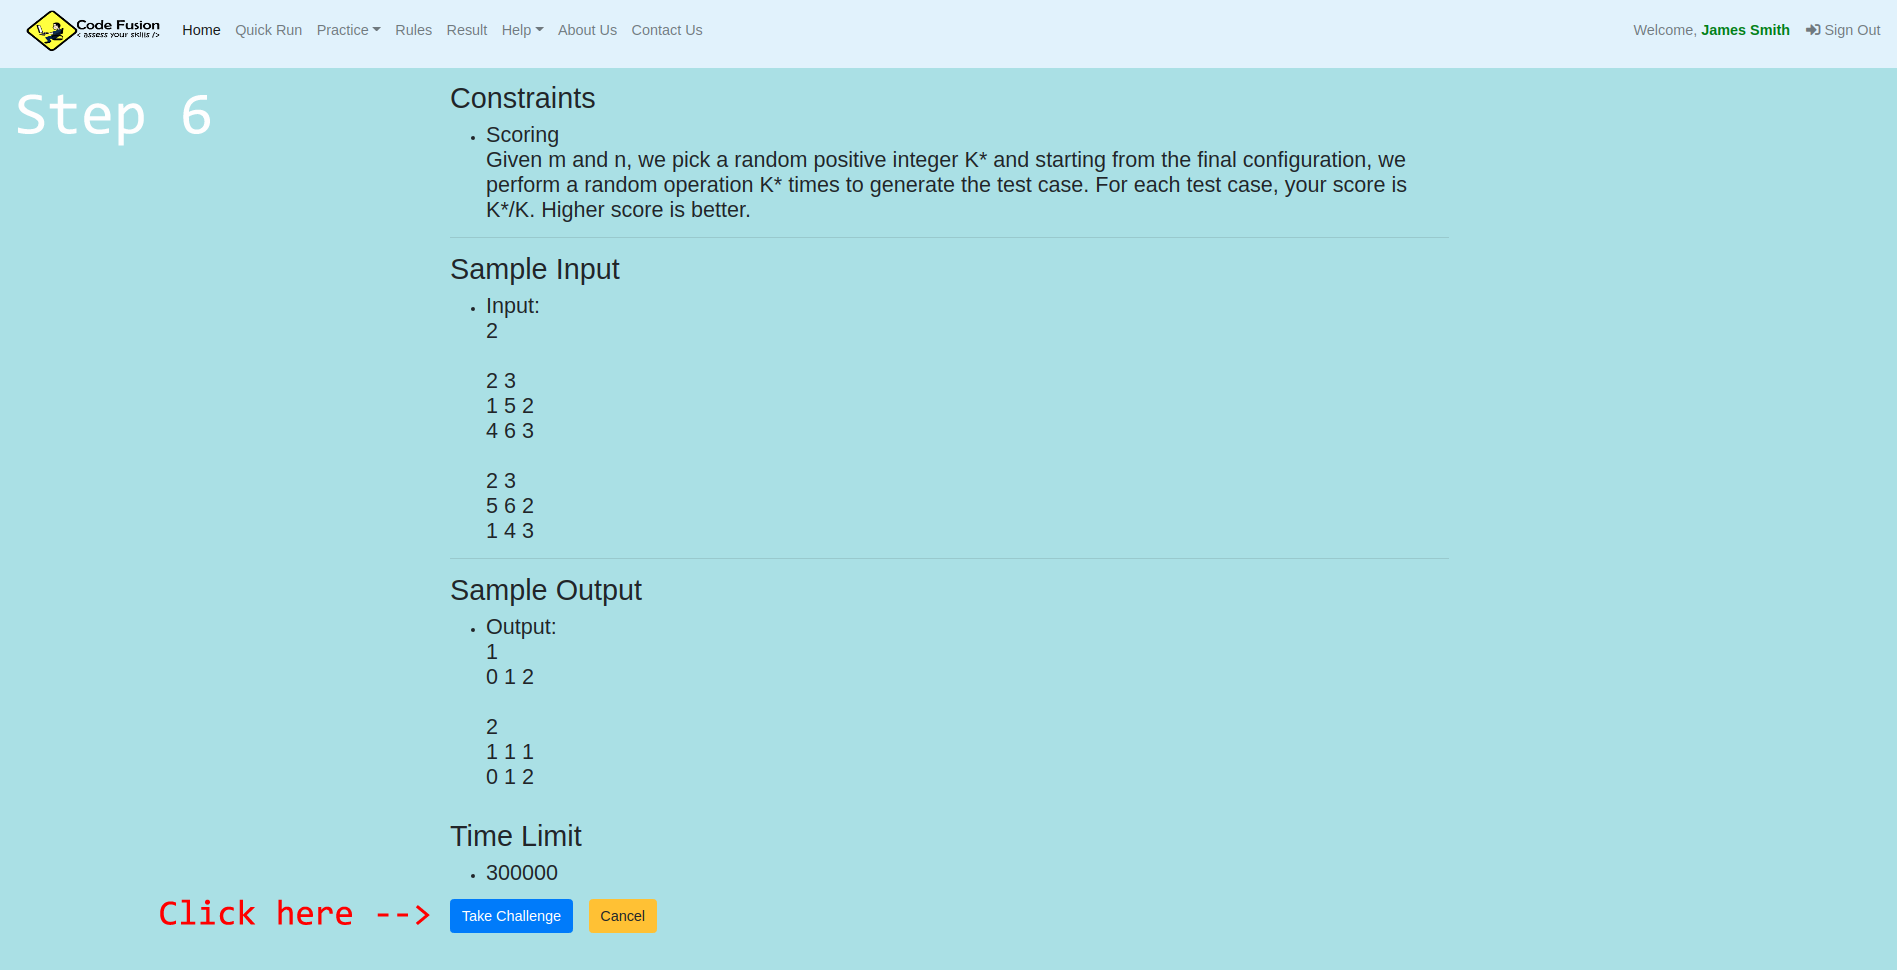 Code Fusion
< assess your skills />
Home Quick Run Practice Rules Result Help About Us Contact Us
Welcome, James Smith Sign Out
Step 6
Constraints
Scoring
Given m and n, we pick a random positive integer K* and starting from the final configuration, we
perform a random operation K* times to generate the test case. For each test case, your score is
K*/K. Higher score is better.
Sample Input
Input:
2
2 3
1 5 2
4 6 3
2 3
5 6 2
1 4 3
Sample Output
Output:
1
0 1 2
2
1 1 1
0 1 2
Time Limit
300000
Click here --> Take Challenge Cancel